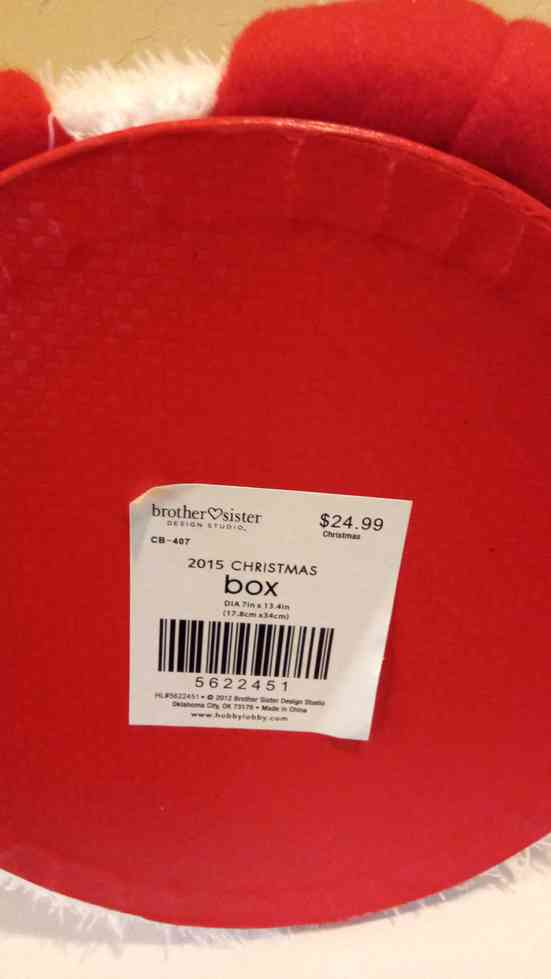 brother♡sister
DESIGN STUDIO™
$24.99
Christmas
CB-407
2015 CHRISTMAS
box
DIA 7in x 13.4in
(17.8cm x34cm)
5622451
HL#5622451 • © 2012 Brother Sister Design Studio
Oklahoma City, OK 73179 • Made in China
www.hobbylobby.com